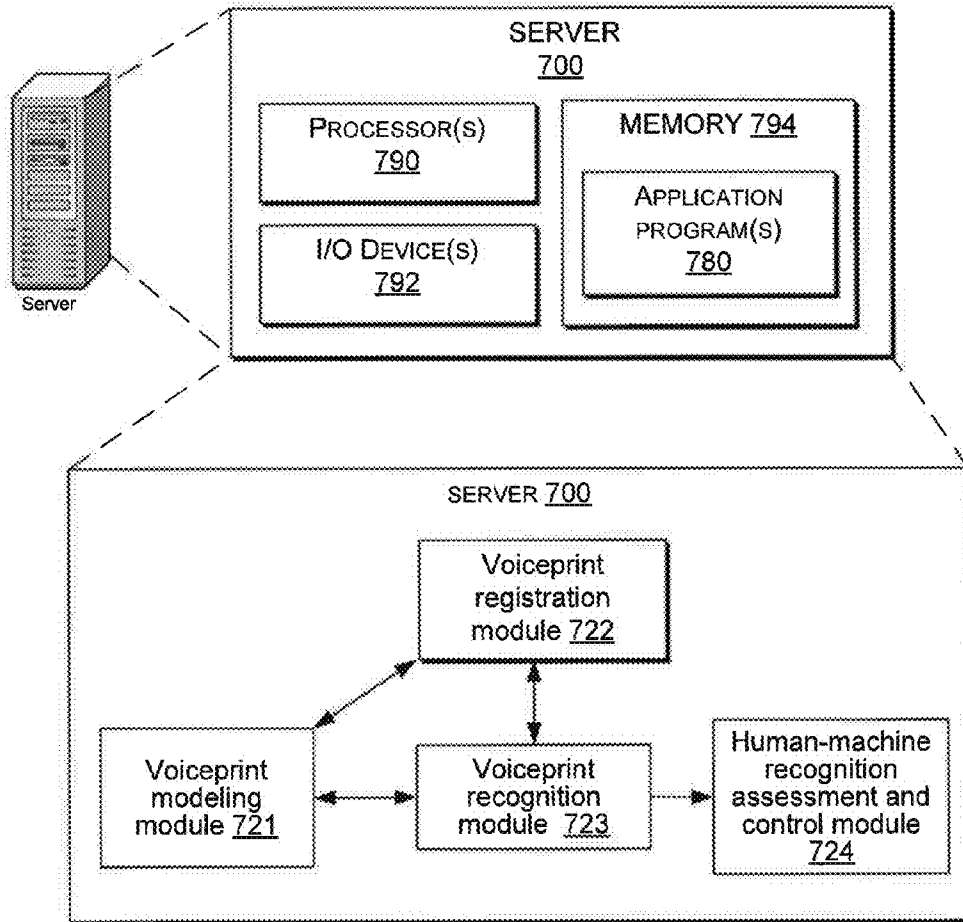 SERVER
700
PROCESSOR(S)
790
I/O DEVICE(S)
792
MEMORY 794
APPLICATION
PROGRAM(S)
780
Server
SERVER 700
Voiceprint
registration
module 722
Voiceprint
modeling
module 721
Voiceprint
recognition
module 723
Human-machine
recognition
assessment and
control module
724